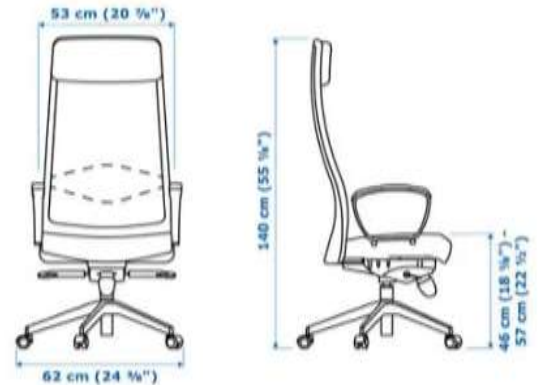 53 cm (20 ⅞")
140 cm (55 ⅛")
46 cm (18 ⅛") –
57 cm (22 ½")
62 cm (24 ⅜")